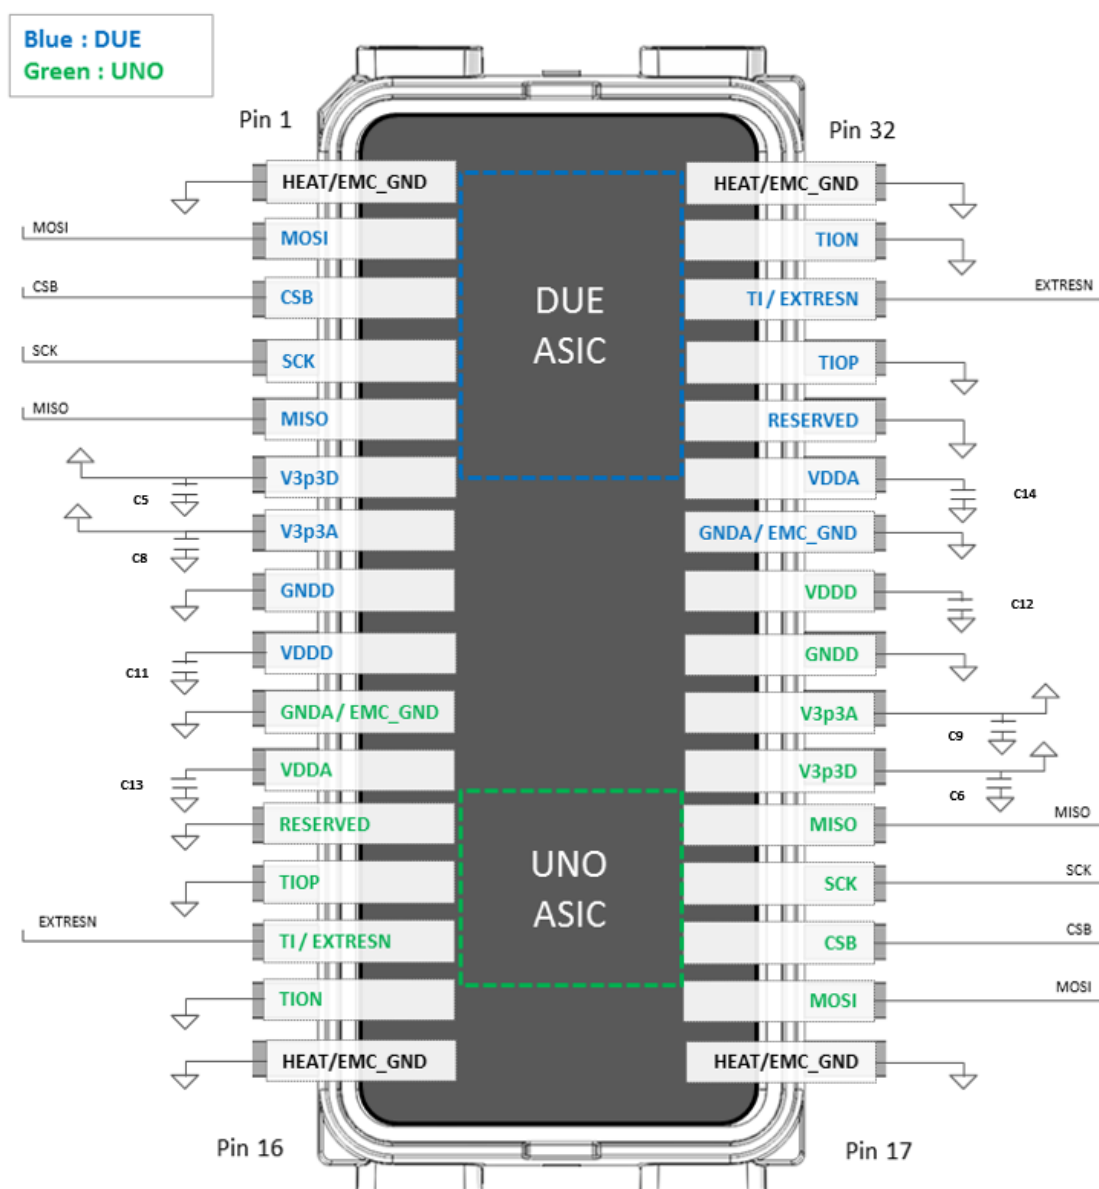 Blue : DUE
Green : UNO
Pin 1
Pin 32
HEAT/EMC_GND
HEAT/EMC_GND
MOSI
MOSI
TION
CSB
CSB
TI / EXTRESN
EXTRESN
SCK
SCK
TIOP
MISO
MISO
RESERVED
DUE
ASIC
V3p3D
C5
VDDA
C14
V3p3A
C8
GNDA / EMC_GND
GNDD
VDDD
C12
VDDD
C11
GNDD
GNDA / EMC_GND
V3p3A
C9
VDDA
C13
V3p3D
C6
RESERVED
MISO
MISO
UNO
ASIC
TIOP
SCK
SCK
EXTRESN
TI / EXTRESN
CSB
CSB
TION
MOSI
MOSI
HEAT/EMC_GND
HEAT/EMC_GND
Pin 16
Pin 17